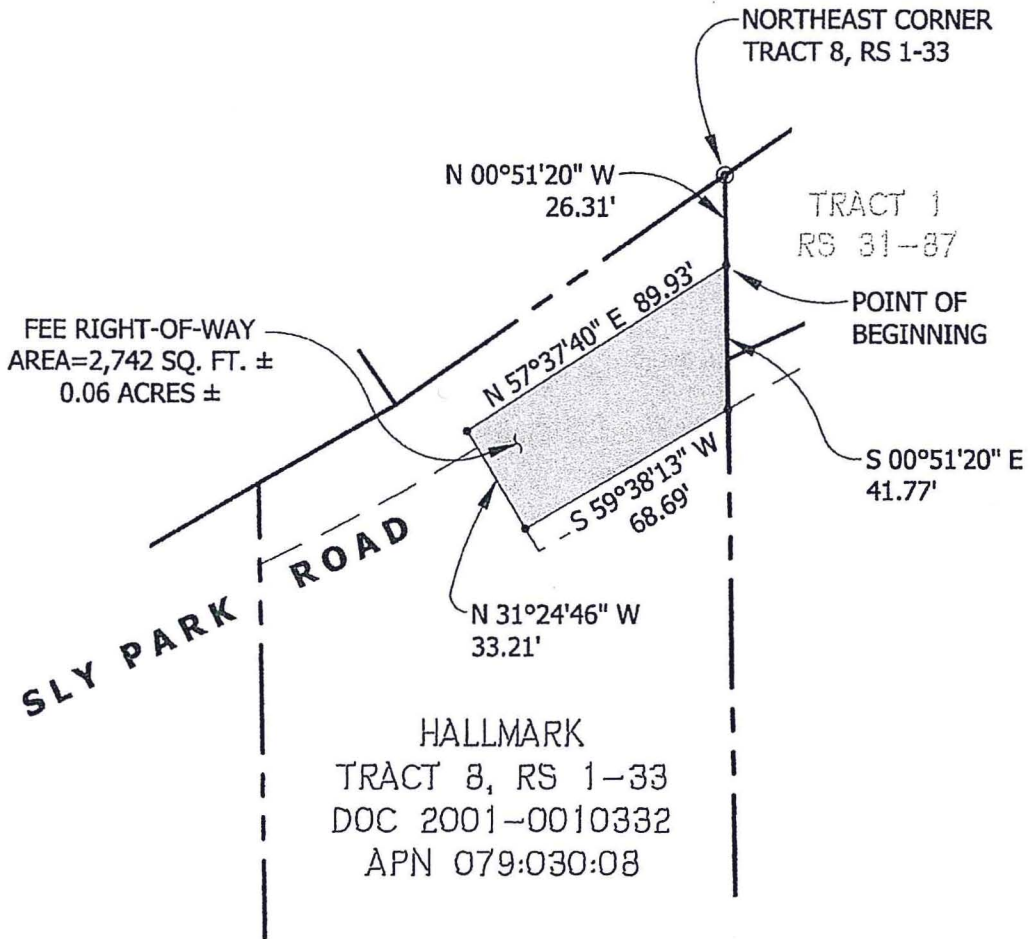 NORTHEAST CORNER
TRACT 8, RS 1-33
N 00°51'20" W
26.31'
TRACT 1
RS 31-87
POINT OF
BEGINNING
FEE RIGHT-OF-WAY
AREA=2,742 SQ. FT. ±
0.06 ACRES ±
N 57°37'40" E 89.93'
S 59°38'13" W
68.69'
S 00°51'20" E
41.77'
N 31°24'46" W
33.21'
SLY PARK ROAD
HALLMARK
TRACT 8, RS 1-33
DOC 2001-0010332
APN 079:030:08